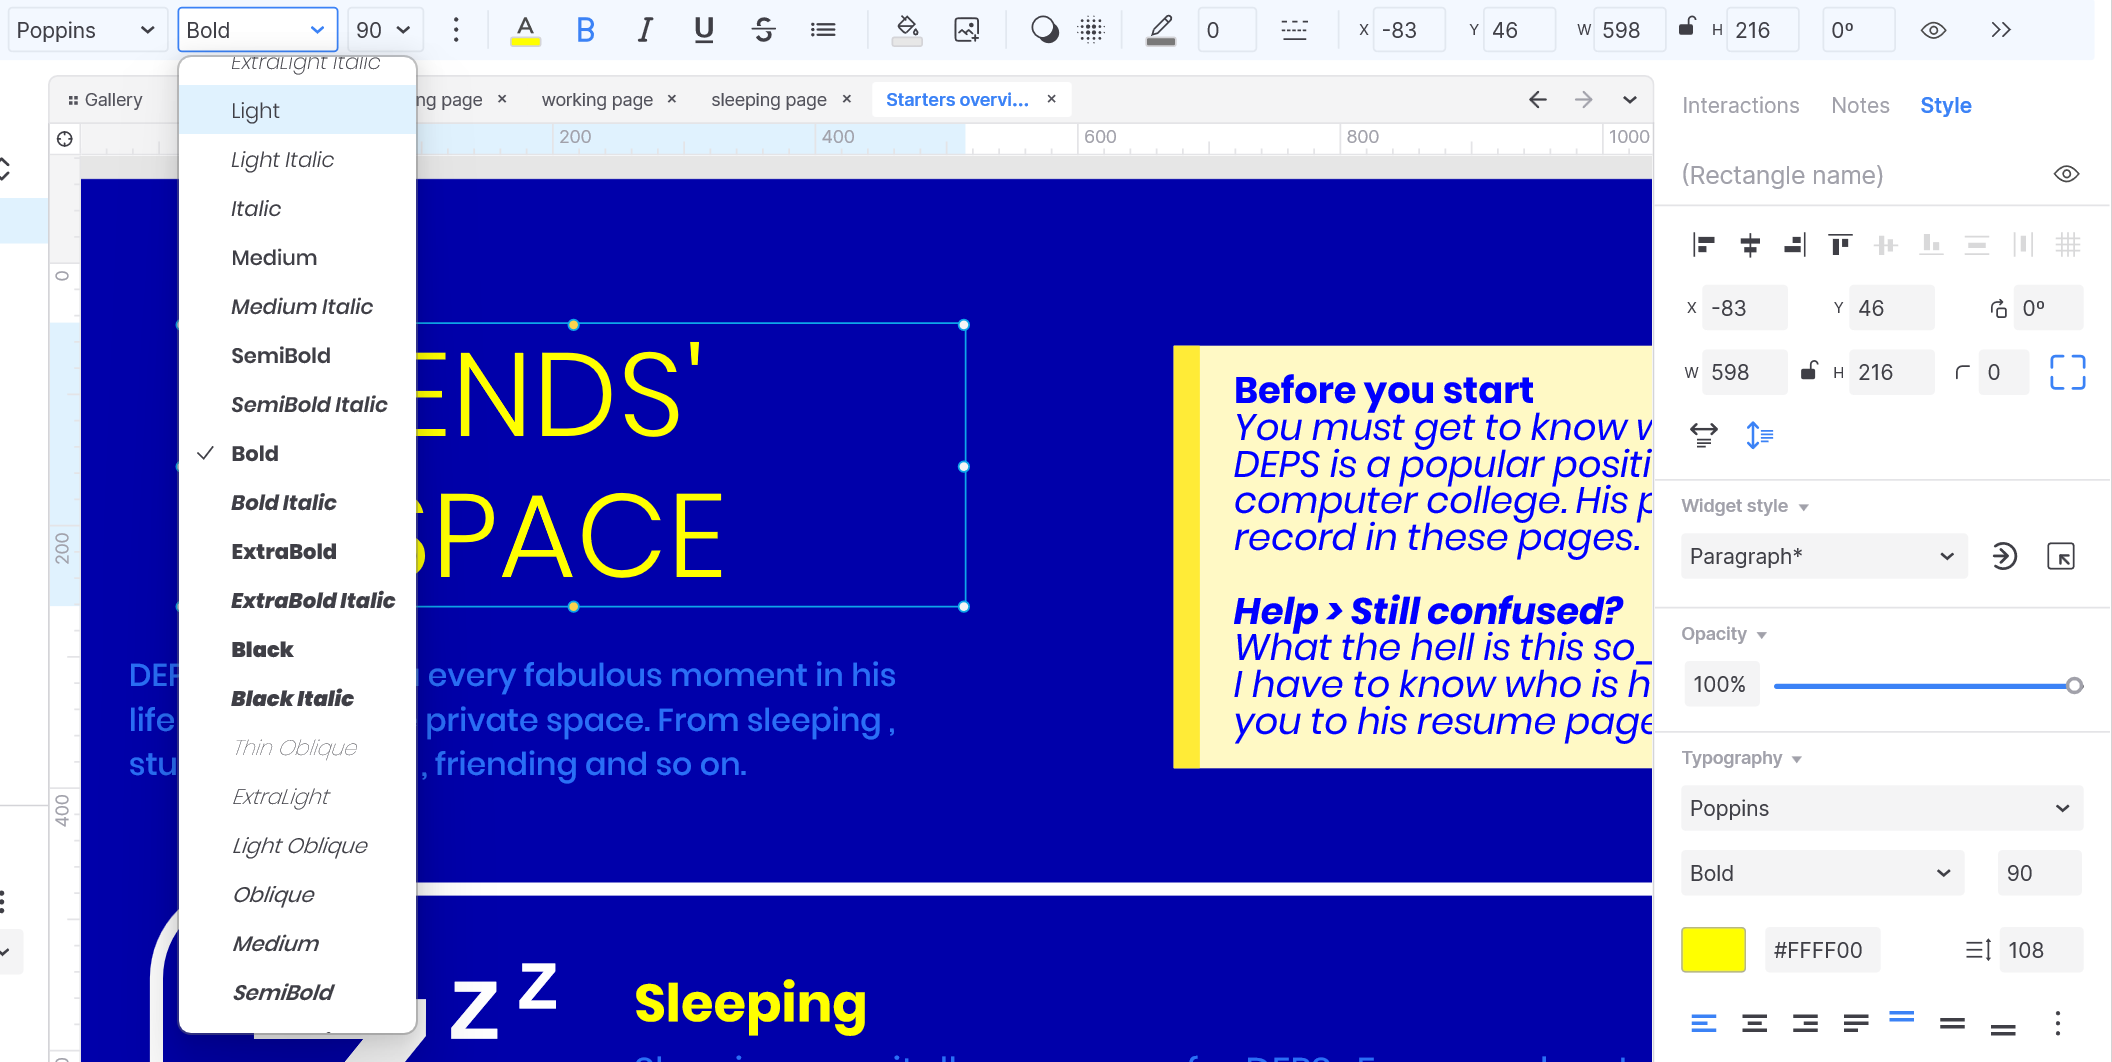 Poppins Bold 90 A B I U S 0 X -83 Y 46 W 598 H 216 0º
ExtraLight Italic
Light
Light Italic
Italic
Medium
Medium Italic
SemiBold
SemiBold Italic
Bold
Bold Italic
ExtraBold
ExtraBold Italic
Black
Black Italic
Thin Oblique
ExtraLight
Light Oblique
Oblique
Medium
SemiBold
Gallery page working page sleeping page Starters overvi...
200 400 600 800 1000
0
200
400
ENDS'
SPACE
every fabulous moment in his
life private space. From sleeping ,
, friending and so on.
Before you start
You must get to know
DEPS is a popular
computer college. His
record in these pages.
Help > Still confused?
What the hell is this so_
I have to know who is
you to his resume
z z
Sleeping
Interactions Notes Style
(Rectangle name)
X -83 Y 46 0º
W 598 H 216 0
Widget style
Paragraph*
Opacity
100%
Typography
Poppins
Bold 90
#FFFF00 108